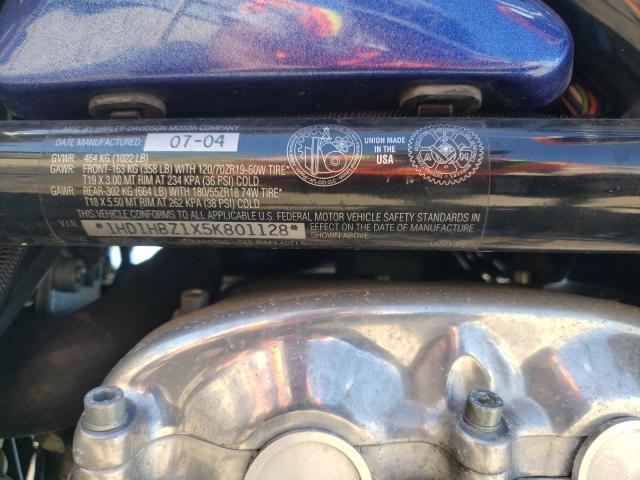 MFG. BY HARLEY-DAVIDSON MOTOR COMPANY
DATE MANUFACTURED: 07-04
GVWR: 464 KG (1022 LB)
GAWR: FRONT-163 KG (358 LB) WITH 120/70ZR19-60W TIRE*
T19 X 3.00 MT RIM AT 234 KPA (36 PSI) COLD
GAWR: REAR-302 KG (664 LB) WITH 180/55ZR18 74W TIRE*
T18 X 5.50 MT RIM AT 262 KPA (38 PSI) COLD
*THIS VEHICLE CONFORMS TO ALL APPLICABLE U.S. FEDERAL MOTOR VEHICLE SAFETY STANDARDS
IN EFFECT ON THE DATE OF MANUFACTURE
SHOWN ABOVE.
V.I.N. *1HD1HBZ1X5K801128*
UNION MADE
IN THE
USA